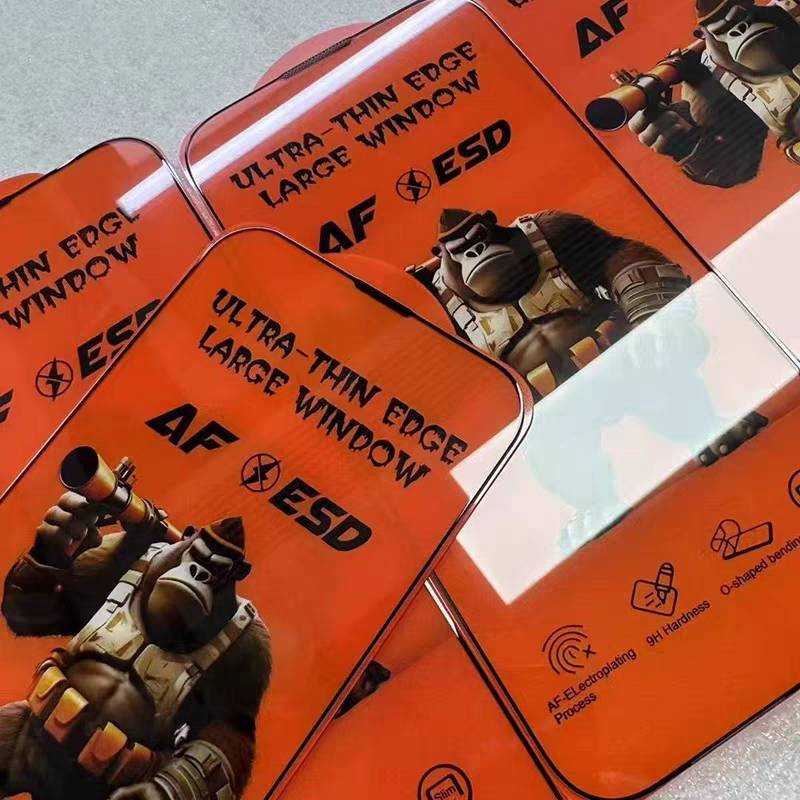 AF
ULTRA-THIN EDGE
LARGE WINDOW
AF ESD
HIN EDGE
WINDOW
ESD
ULTRA-THIN EDGE
LARGE WINDOW
AF ESD
AF-ELectroplating
Process
9H Hardness
O-shaped bending
Slim